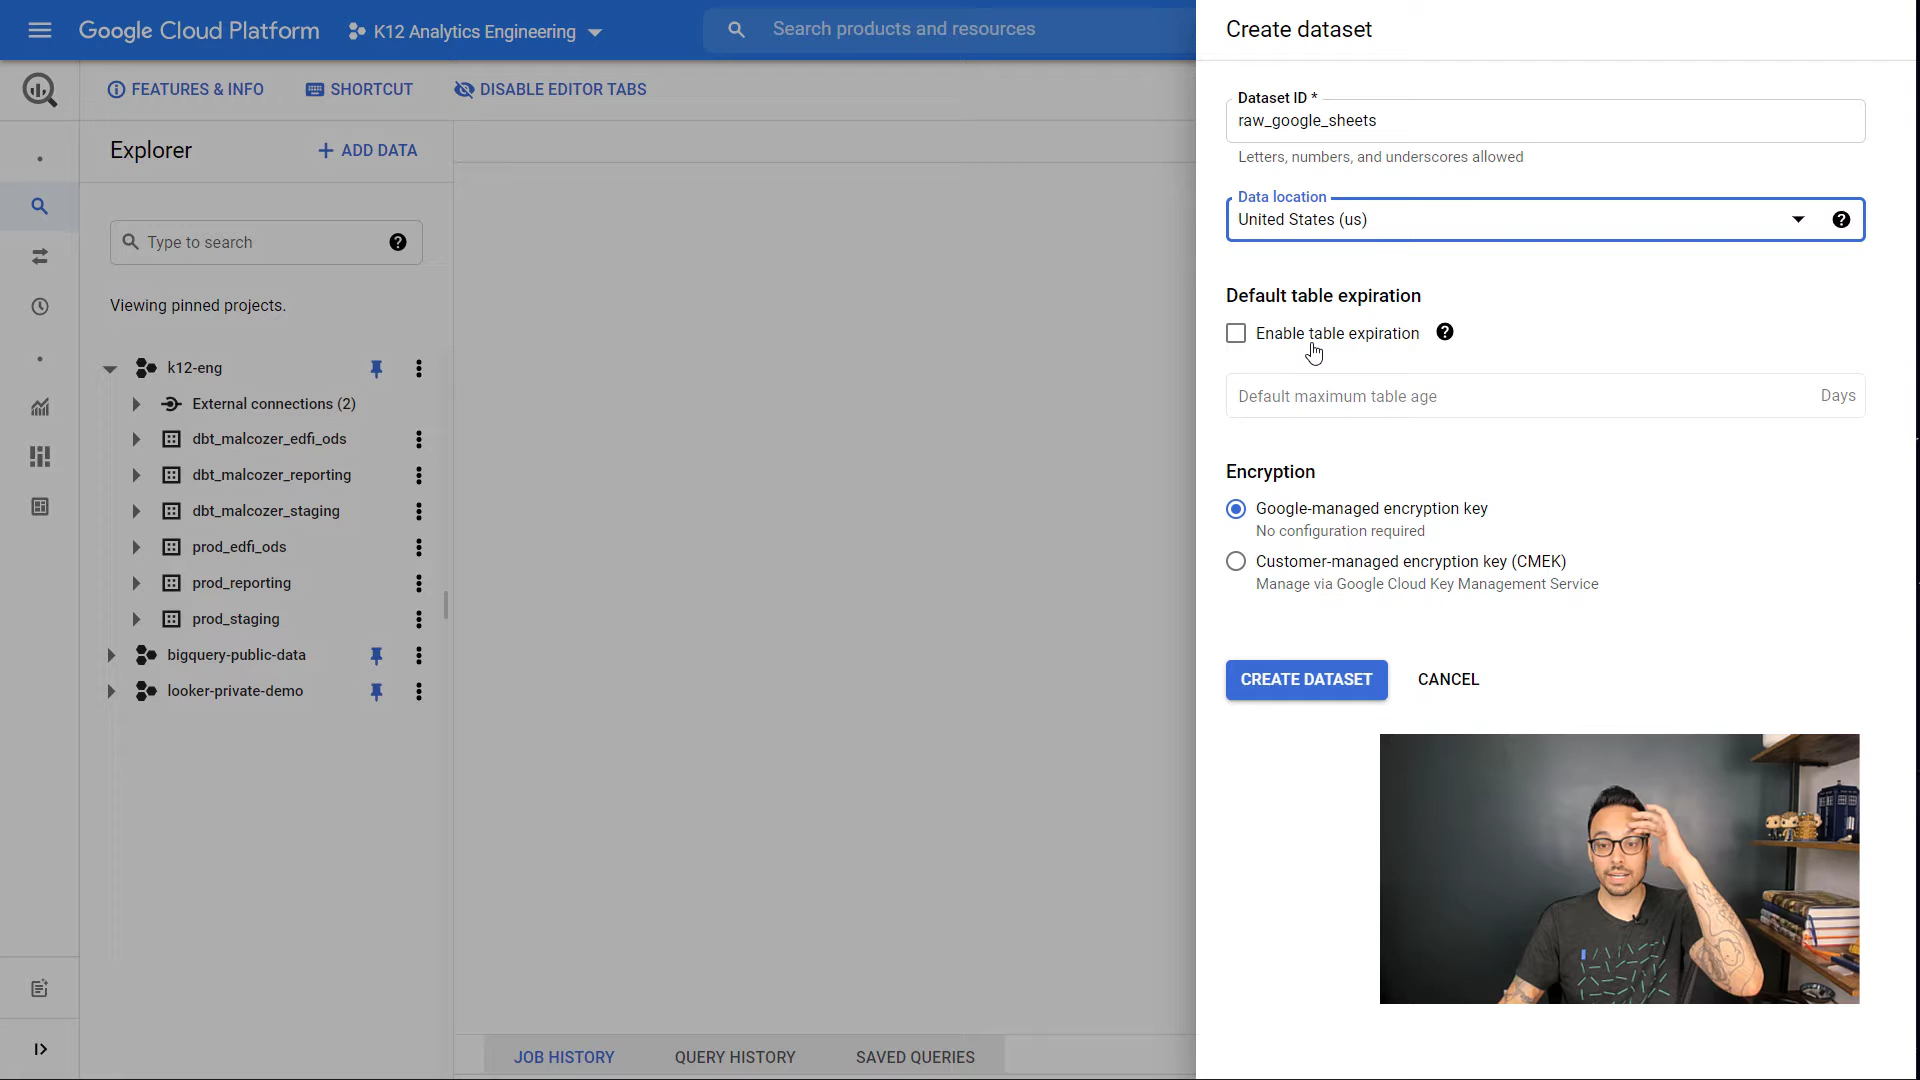 Google Cloud Platform
K12 Analytics Engineering
Search products and resources
FEATURES & INFO
SHORTCUT
DISABLE EDITOR TABS
Explorer
ADD DATA
Type to search
Viewing pinned projects.
k12-eng
External connections (2)
dbt_malcozer_edfi_ods
dbt_malcozer_reporting
dbt_malcozer_staging
prod_edfi_ods
prod_reporting
prod_staging
bigquery-public-data
looker-private-demo
JOB HISTORY
QUERY HISTORY
SAVED QUERIES
Create dataset
Dataset ID *
raw_google_sheets
Letters, numbers, and underscores allowed
Data location
United States (us)
Default table expiration
Enable table expiration
Default maximum table age
Days
Encryption
Google-managed encryption key
No configuration required
Customer-managed encryption key (CMEK)
Manage via Google Cloud Key Management Service
CREATE DATASET
CANCEL